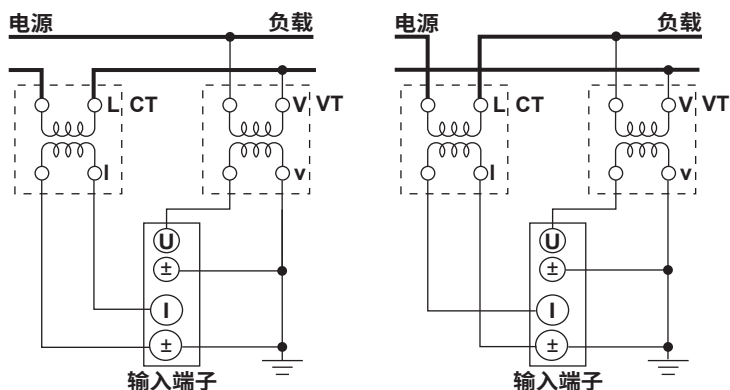 电源 负载 电源 负载
L CT V VT L CT V VT
l v l v
U U
± ±
I I
± ±
输入端子 输入端子